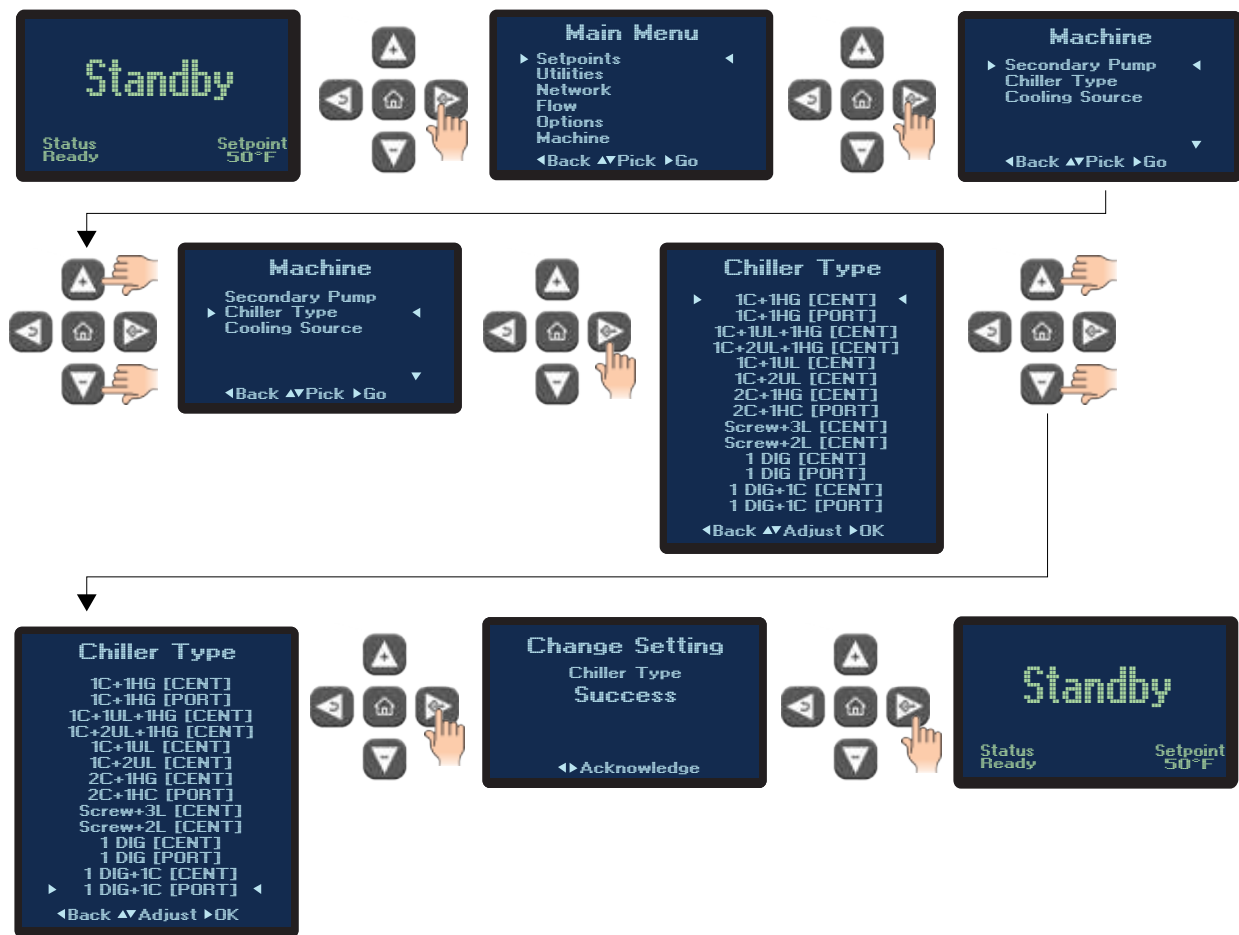 Standby
Status
Ready
Setpoint
50°F
Main Menu
▶ Setpoints ◀
Utilities
Network
Flow
Options
Machine
◀Back ▲▼Pick ▶Go
Machine
▶ Secondary Pump ◀
Chiller Type
Cooling Source
▼
◀Back ▲▼Pick ▶Go
Machine
Secondary Pump
▶ Chiller Type ◀
Cooling Source
▼
◀Back ▲▼Pick ▶Go
Chiller Type
▶ 1C+1HG [CENT] ◀
1C+1HG [PORT]
1C+1UL+1HG [CENT]
1C+2UL+1HG [CENT]
1C+1UL [CENT]
1C+2UL [CENT]
2C+1HG [CENT]
2C+1HC [PORT]
Screw+3L [CENT]
Screw+2L [CENT]
1 DIG [CENT]
1 DIG [PORT]
1 DIG+1C [CENT]
1 DIG+1C [PORT]
◀Back ▲▼Adjust ▶OK
Chiller Type
1C+1HG [CENT]
1C+1HG [PORT]
1C+1UL+1HG [CENT]
1C+2UL+1HG [CENT]
1C+1UL [CENT]
1C+2UL [CENT]
2C+1HG [CENT]
2C+1HC [PORT]
Screw+3L [CENT]
Screw+2L [CENT]
1 DIG [CENT]
1 DIG [PORT]
1 DIG+1C [CENT]
▶ 1 DIG+1C [PORT] ◀
◀Back ▲▼Adjust ▶OK
Change Setting
Chiller Type
Success
◀▶Acknowledge
Standby
Status
Ready
Setpoint
50°F